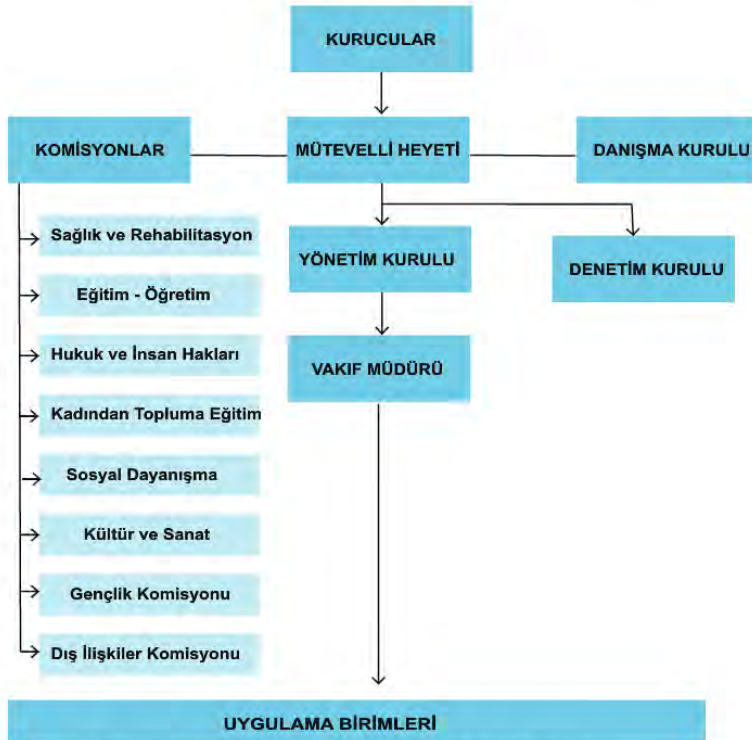 KURUCULAR
KOMİSYONLAR
MÜTEVELLİ HEYETİ
DANIŞMA KURULU
Sağlık ve Rehabilitasyon
YÖNETİM KURULU
DENETİM KURULU
Eğitim - Öğretim
Hukuk ve İnsan Hakları
VAKIF MÜDÜRÜ
Kadından Topluma Eğitim
Sosyal Dayanışma
Kültür ve Sanat
Gençlik Komisyonu
Dış İlişkiler Komisyonu
UYGULAMA BİRİMLERİ